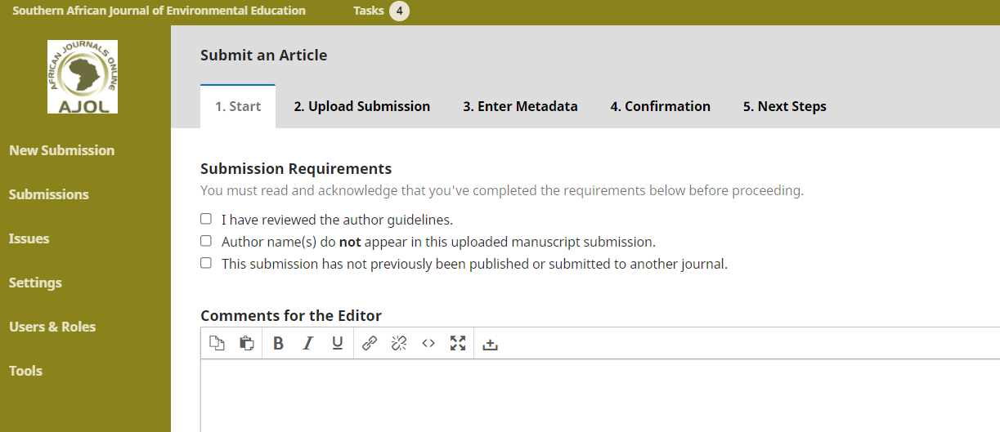 Southern African Journal of Environmental Education
Tasks 4
AFRICAN JOURNALS ONLINE
AJOL
New Submission
Submissions
Issues
Settings
Users & Roles
Tools
Submit an Article
1. Start 2. Upload Submission 3. Enter Metadata 4. Confirmation 5. Next Steps
Submission Requirements
You must read and acknowledge that you've completed the requirements below before proceeding.
I have reviewed the author guidelines.
Author name(s) do not appear in this uploaded manuscript submission.
This submission has not previously been published or submitted to another journal.
Comments for the Editor
B I U